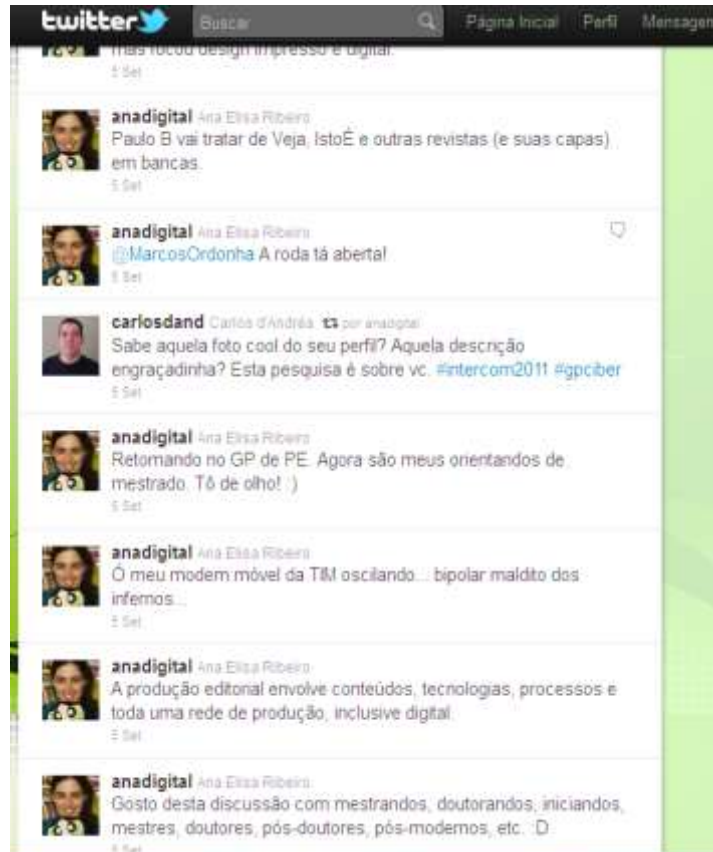 twitter Buscar Página Inicial Perfil Mensagen
mas focou design impresso e digital.
5 Set
anadigital Ana Elisa Ribeiro
Paulo B vai tratar de Veja, IstoÉ e outras revistas (e suas capas)
em bancas.
5 Set
anadigital Ana Elisa Ribeiro
@MarcosOrdonha A roda tá aberta!
5 Set
carlosdand Carlos d'Andréa por anadigital
Sabe aquela foto cool do seu perfil? Aquela descrição
engraçadinha? Esta pesquisa é sobre vc. #intercom2011 #gpciber
5 Set
anadigital Ana Elisa Ribeiro
Retornando no GP de PE. Agora são meus orientandos de
mestrado. Tô de olho! :)
5 Set
anadigital Ana Elisa Ribeiro
Ó meu modem móvel da TIM oscilando... bipolar maldito dos
infernos...
5 Set
anadigital Ana Elisa Ribeiro
A produção editorial envolve conteúdos, tecnologias, processos e
toda uma rede de produção, inclusive digital.
5 Set
anadigital Ana Elisa Ribeiro
Gosto desta discussão com mestrandos, doutorandos, iniciandos,
mestres, doutores, pós-doutores, pós-modernos, etc. :D
5 Set